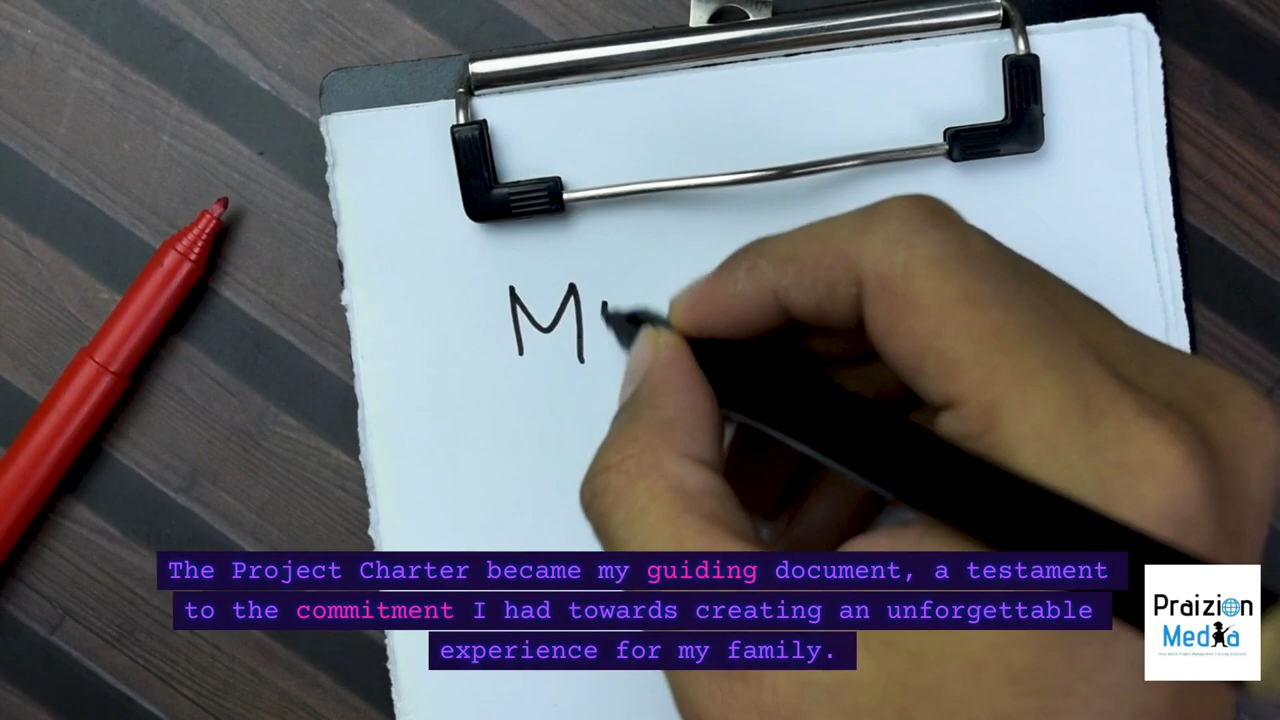 M
The Project Charter became my guiding document, a testament
to the commitment I had towards creating an unforgettable
experience for my family.
Praizion
Media